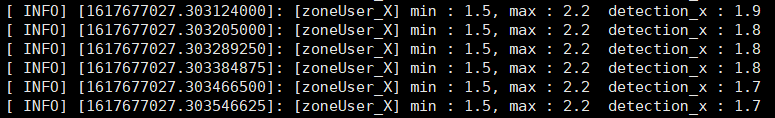 [ INFO] [1617677027.303124000]: [zoneUser_X] min : 1.5, max : 2.2  detection_x : 1.9
[ INFO] [1617677027.303205000]: [zoneUser_X] min : 1.5, max : 2.2  detection_x : 1.8
[ INFO] [1617677027.303289250]: [zoneUser_X] min : 1.5, max : 2.2  detection_x : 1.8
[ INFO] [1617677027.303384875]: [zoneUser_X] min : 1.5, max : 2.2  detection_x : 1.8
[ INFO] [1617677027.303466500]: [zoneUser_X] min : 1.5, max : 2.2  detection_x : 1.7
[ INFO] [1617677027.303546625]: [zoneUser_X] min : 1.5, max : 2.2  detection_x : 1.7